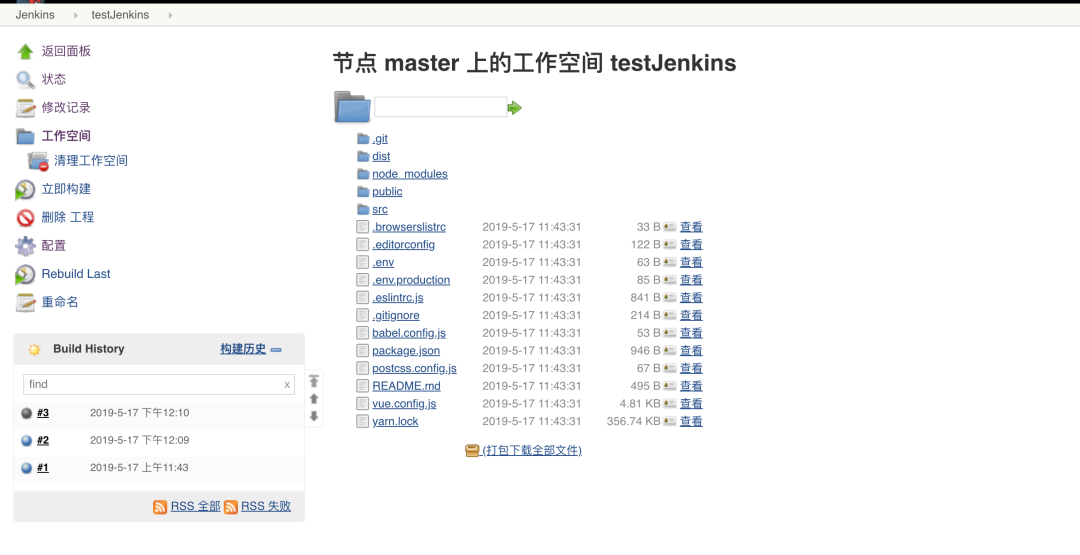 Jenkins testJenkins
返回面板
状态
修改记录
工作空间
清理工作空间
立即构建
删除 工程
配置
Rebuild Last
重命名
Build History 构建历史
find x
#3 2019-5-17 下午12:10
#2 2019-5-17 下午12:09
#1 2019-5-17 上午11:43
RSS 全部 RSS 失败
节点 master 上的工作空间 testJenkins
.git
dist
node_modules
public
src
.browserslistrc 2019-5-17 11:43:31 33 B 查看
.editorconfig 2019-5-17 11:43:31 122 B 查看
.env 2019-5-17 11:43:31 63 B 查看
.env.production 2019-5-17 11:43:31 85 B 查看
.eslintrc.js 2019-5-17 11:43:31 841 B 查看
.gitignore 2019-5-17 11:43:31 214 B 查看
babel.config.js 2019-5-17 11:43:31 53 B 查看
package.json 2019-5-17 11:43:31 946 B 查看
postcss.config.js 2019-5-17 11:43:31 67 B 查看
README.md 2019-5-17 11:43:31 495 B 查看
vue.config.js 2019-5-17 11:43:31 4.81 KB 查看
yarn.lock 2019-5-17 11:43:31 356.74 KB 查看
(打包下载全部文件)